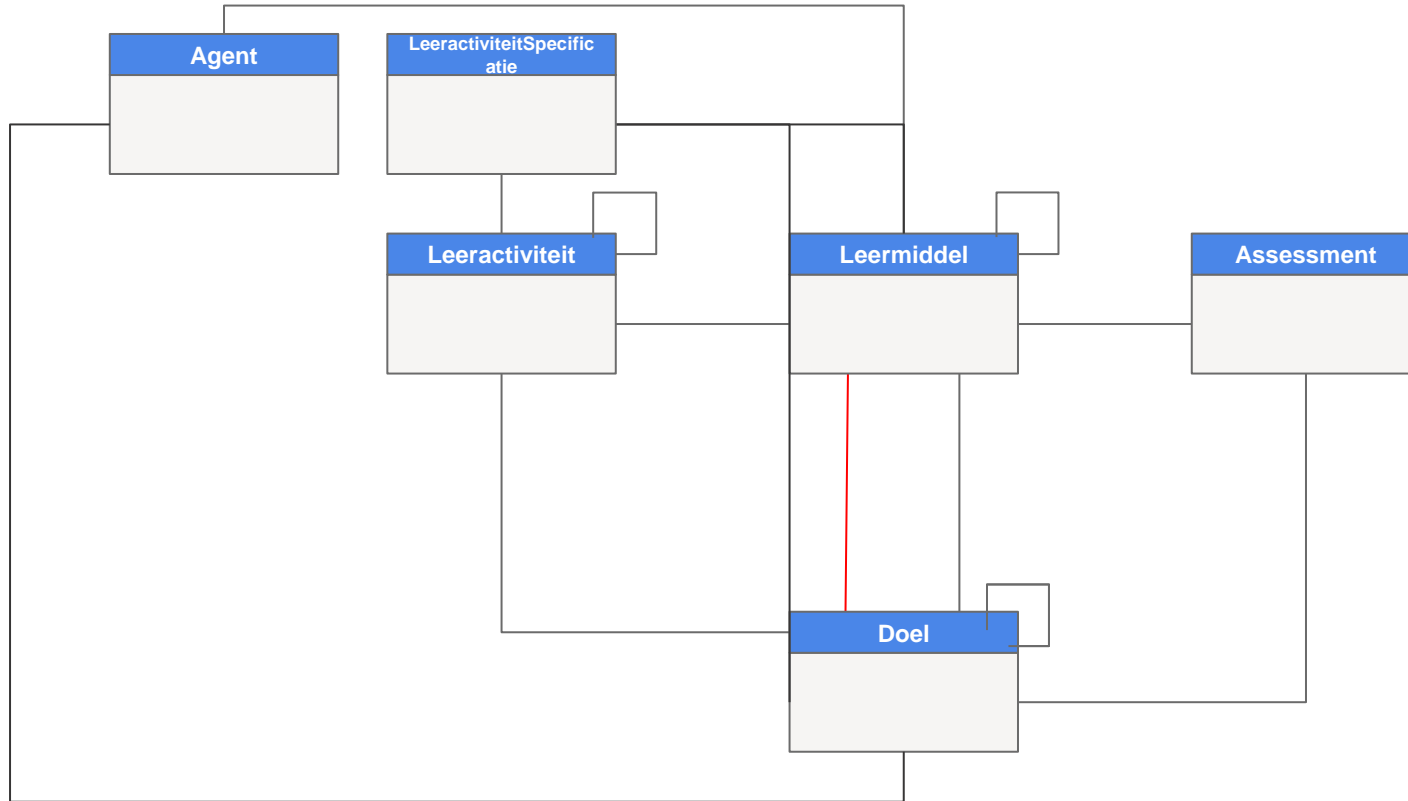 Agent
LeeractiviteitSpecific
atie
Leeractiviteit
Leermiddel
Assessment
Doel